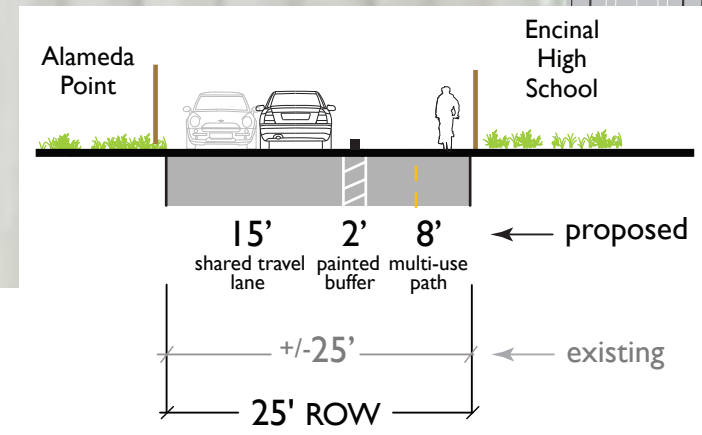 Alameda
Point
Encinal
High
School
15’ 2’ 8’
shared travel painted multi-use
lane buffer path
proposed
+/-25’
existing
25' ROW